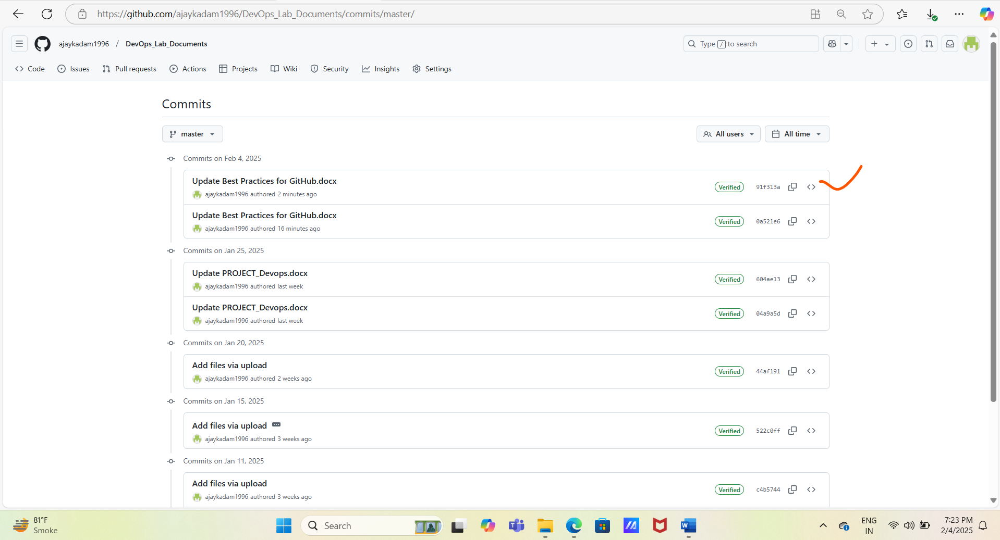 https://github.com/ajaykadam1996/DevOps_Lab_Documents/commits/master/
ajaykadam1996 / DevOps_Lab_Documents
Type / to search
Code Issues Pull requests Actions Projects Wiki Security Insights Settings
Commits
master All users All time
Commits on Feb 4, 2025
Update Best Practices for GitHub.docx
ajaykadam1996 authored 2 minutes ago
Verified 91f313a
Update Best Practices for GitHub.docx
ajaykadam1996 authored 16 minutes ago
Verified 0a521e6
Commits on Jan 25, 2025
Update PROJECT_Devops.docx
ajaykadam1996 authored last week
Verified 604ae13
Update PROJECT_Devops.docx
ajaykadam1996 authored last week
Verified 04a9a5d
Commits on Jan 20, 2025
Add files via upload
ajaykadam1996 authored 2 weeks ago
Verified 44af191
Commits on Jan 15, 2025
Add files via upload
ajaykadam1996 authored 3 weeks ago
Verified 522c0ff
Commits on Jan 11, 2025
Add files via upload
ajaykadam1996 authored 3 weeks ago
Verified c4b5744
81°F
Smoke
Search
ENG
IN
7:23 PM
2/4/2025